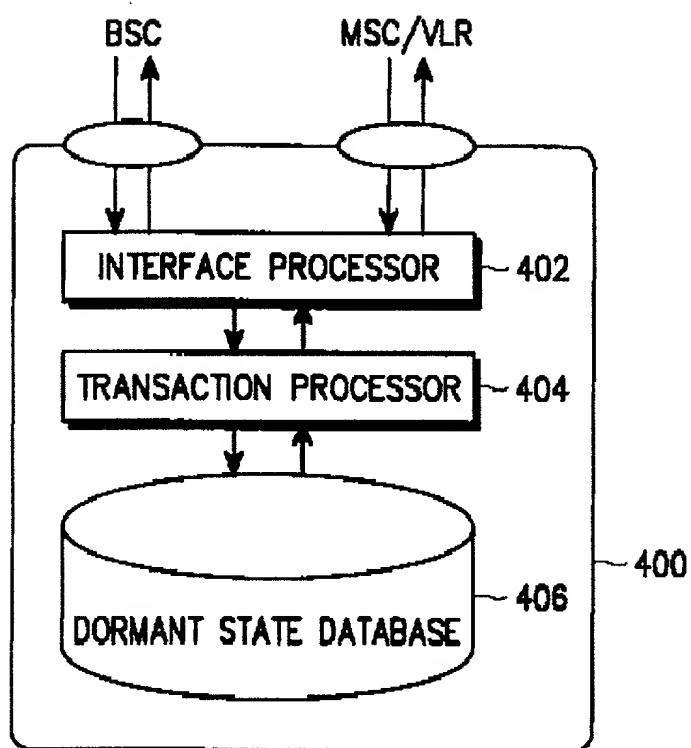 BSC MSC/VLR
INTERFACE PROCESSOR 402
TRANSACTION PROCESSOR 404
400
406
DORMANT STATE DATABASE